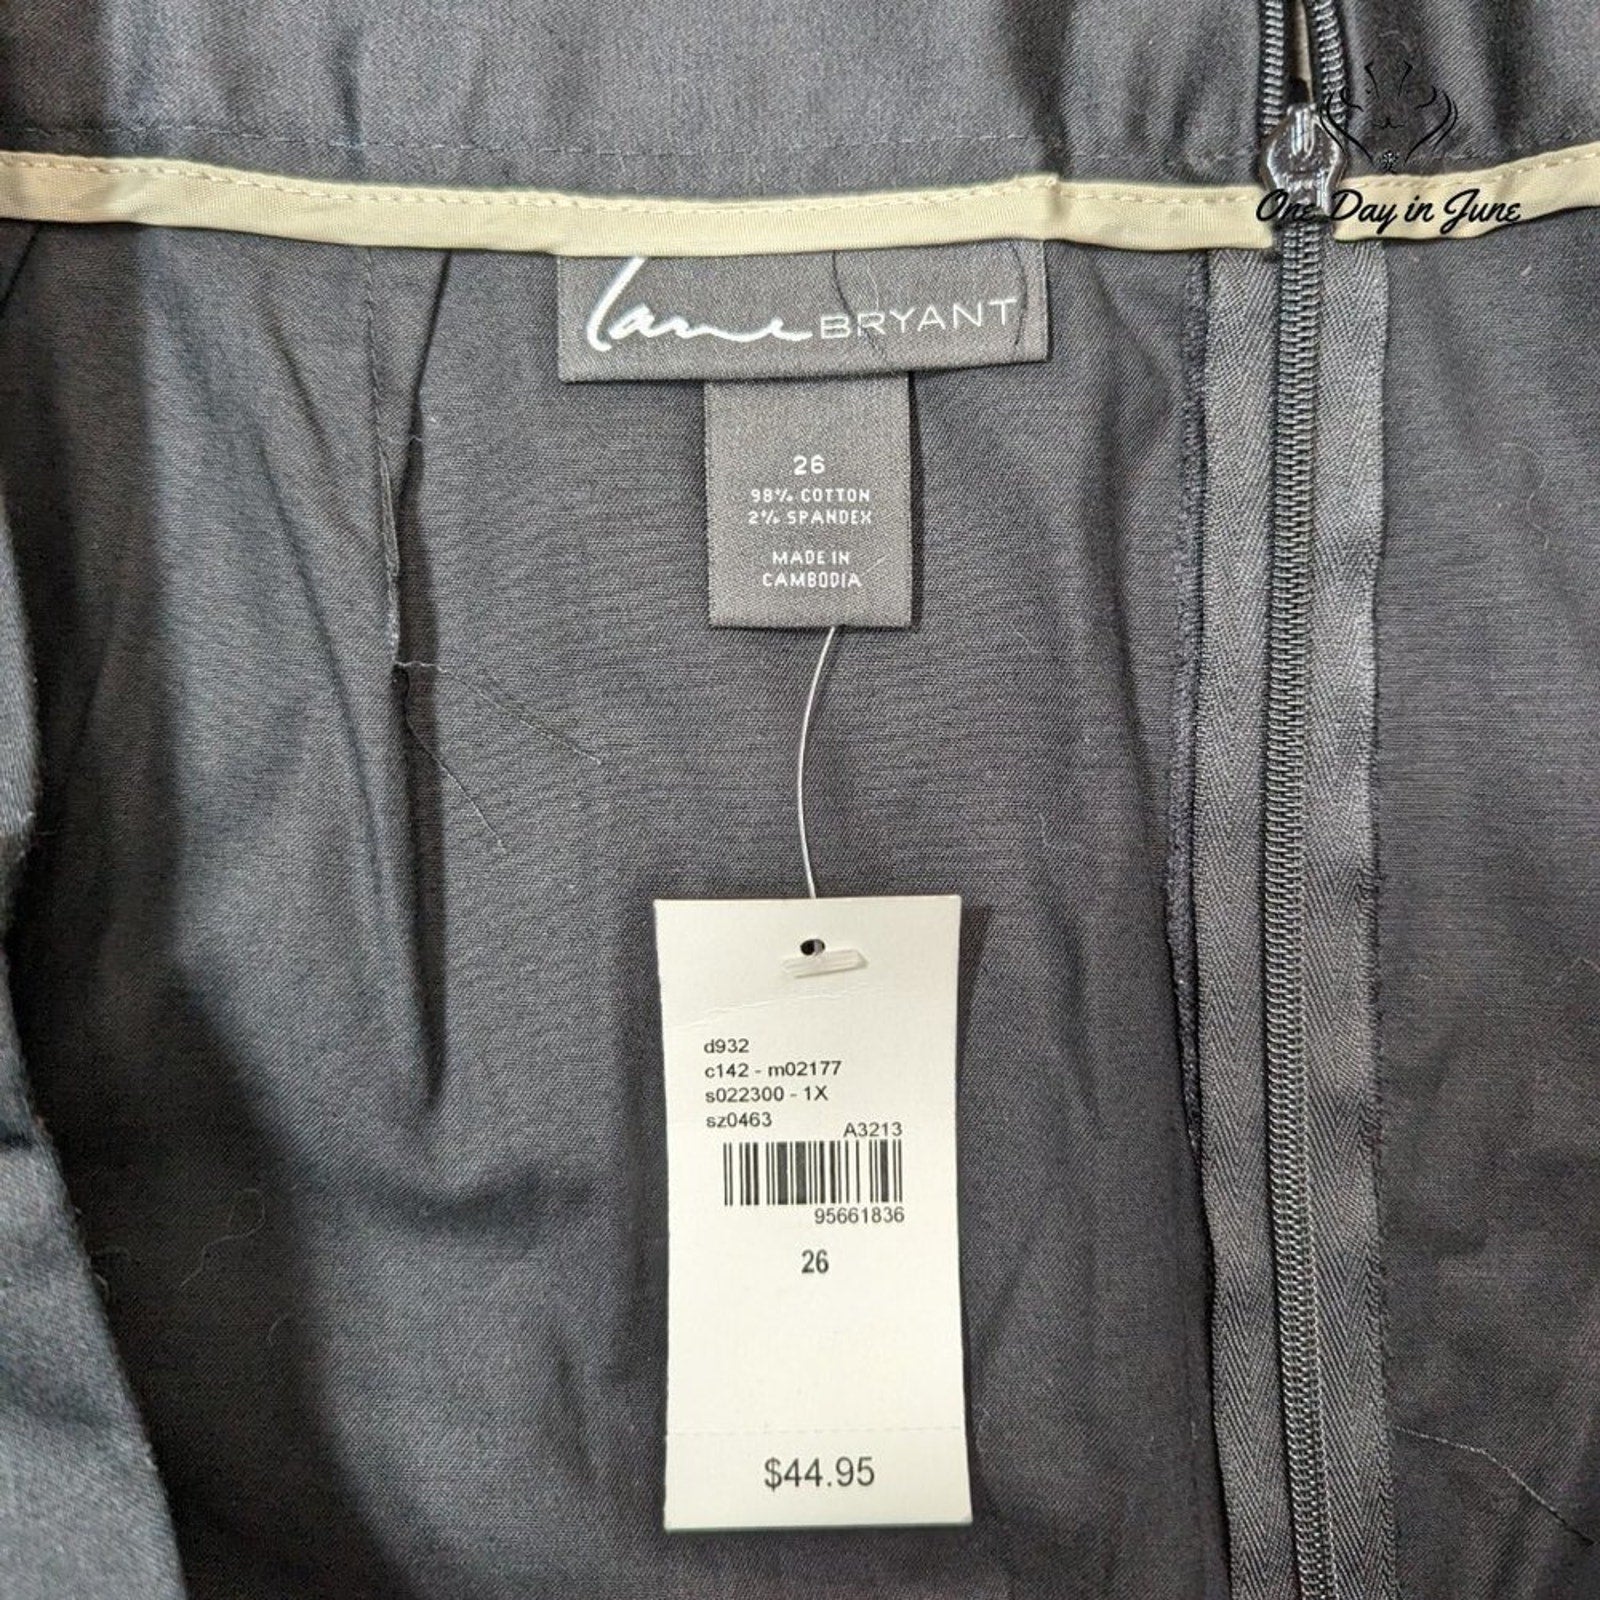 One Day in June
Lane BRYANT
26
98% COTTON
2% SPANDEX
MADE IN
CAMBODIA
d932
c142 - m02177
s022300 - 1X
sz0463
A3213
95661836
26
$44.95